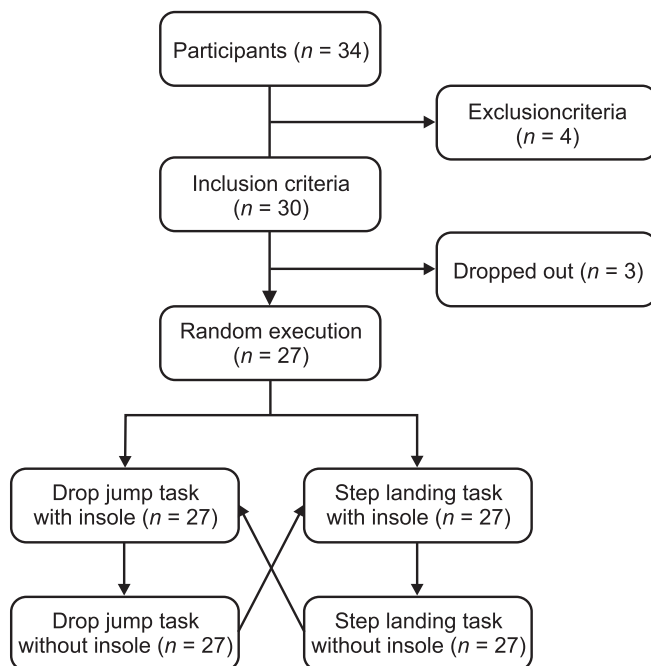 Participants (n = 34)
Exclusioncriteria
(n = 4)
Inclusion criteria
(n = 30)
Dropped out (n = 3)
Random execution
(n = 27)
Drop jump task
with insole (n = 27)
Step landing task
with insole (n = 27)
Drop jump task
without insole (n = 27)
Step landing task
without insole (n = 27)